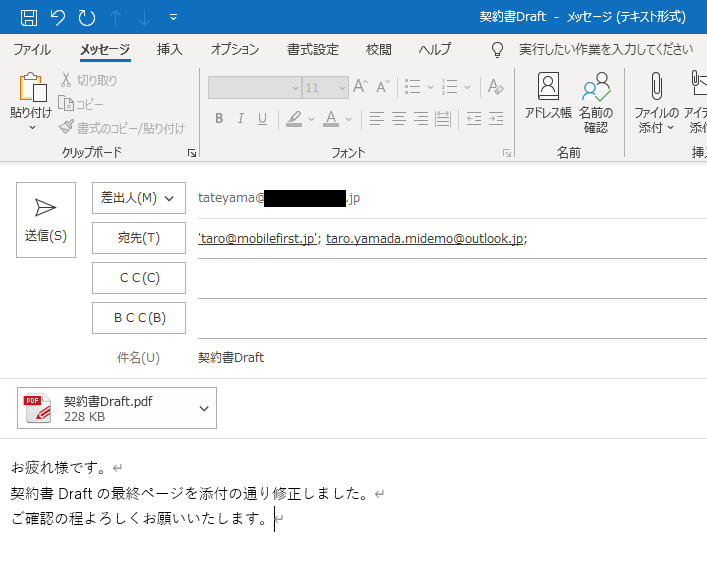 契約書Draft - メッセージ (テキスト形式)
ファイル メッセージ 挿入 オプション 書式設定 校閲 ヘルプ 実行したい作業を入力してください
貼り付け
切り取り
コピー
書式のコピー/貼り付け
クリップボード
11
A A
B I U A
フォント
アドレス帳
名前の
確認
名前
ファイルの
添付
アイテ
添付
挿
送信(S)
差出人(M)
tateyama@
.jp
宛先(T)
'taro@mobilefirst.jp'; taro.yamada.midemo@outlook.jp;
ＣＣ(C)
ＢＣＣ(B)
件名(U)
契約書Draft
PDF
契約書Draft.pdf
228 KB
お疲れ様です。↵
契約書 Draft の最終ページを添付の通り修正しました。↵
ご確認の程よろしくお願いいたします。↵